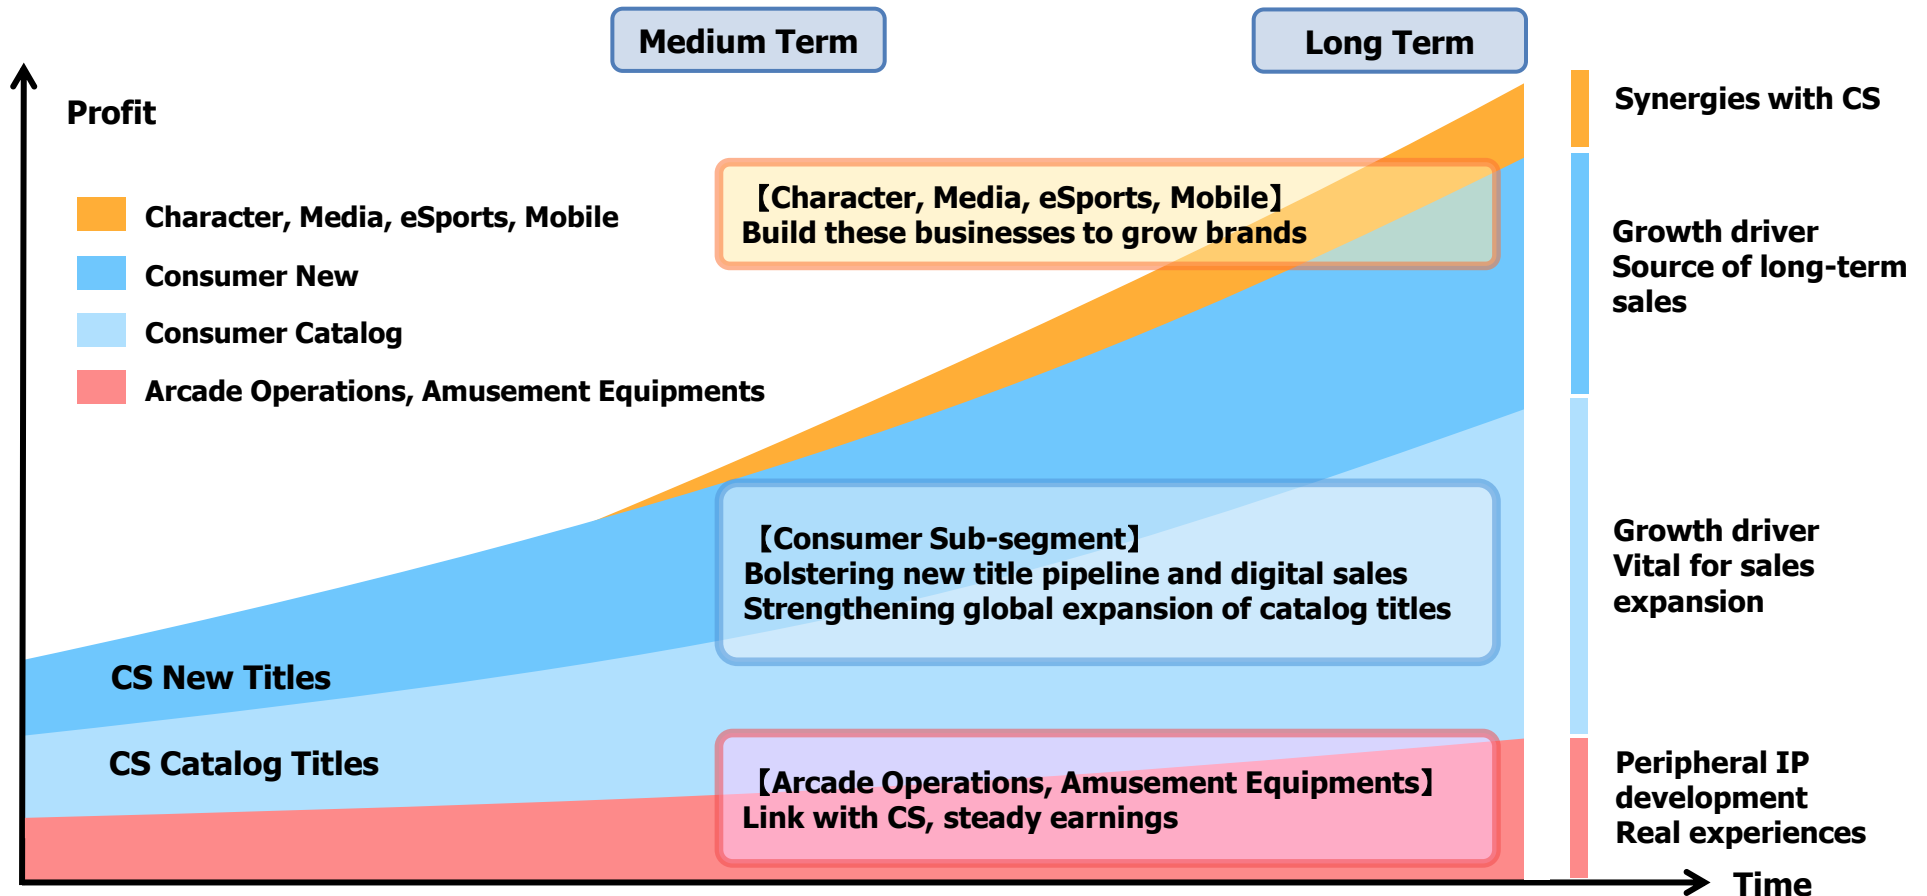 Medium Term
Long Term
Profit
Character, Media, eSports, Mobile
Consumer New
Consumer Catalog
Arcade Operations, Amusement Equipments
【Character, Media, eSports, Mobile】
Build these businesses to grow brands
【Consumer Sub-segment】
Bolstering new title pipeline and digital sales
Strengthening global expansion of catalog titles
CS New Titles
CS Catalog Titles
【Arcade Operations, Amusement Equipments】
Link with CS, steady earnings
Synergies with CS
Growth driver
Source of long-term
sales
Growth driver
Vital for sales
expansion
Peripheral IP
development
Real experiences
Time